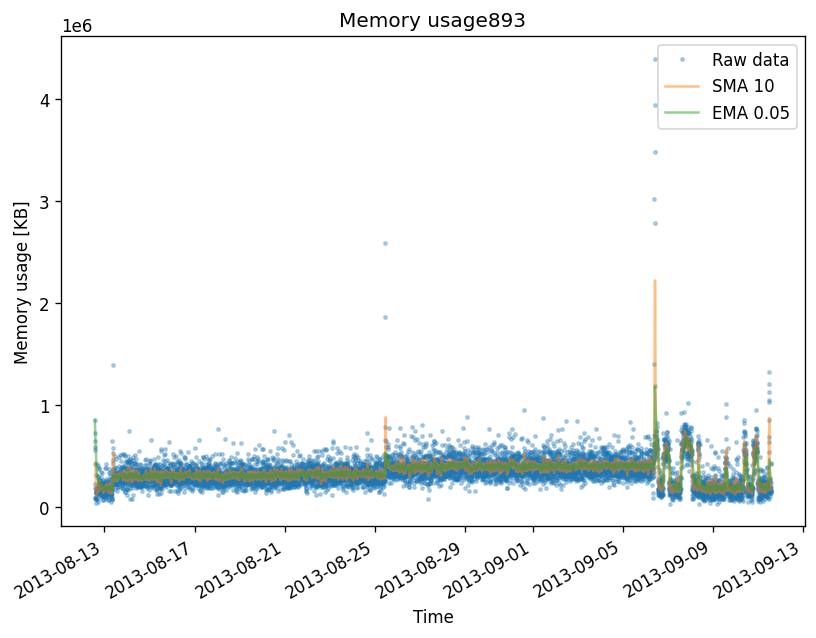 Memory usage893
1e6
Raw data
SMA 10
EMA 0.05
4
3
2
1
0
Memory usage [KB]
2013-08-13
2013-08-17
2013-08-21
2013-08-25
2013-08-29
2013-09-01
2013-09-05
2013-09-09
2013-09-13
Time